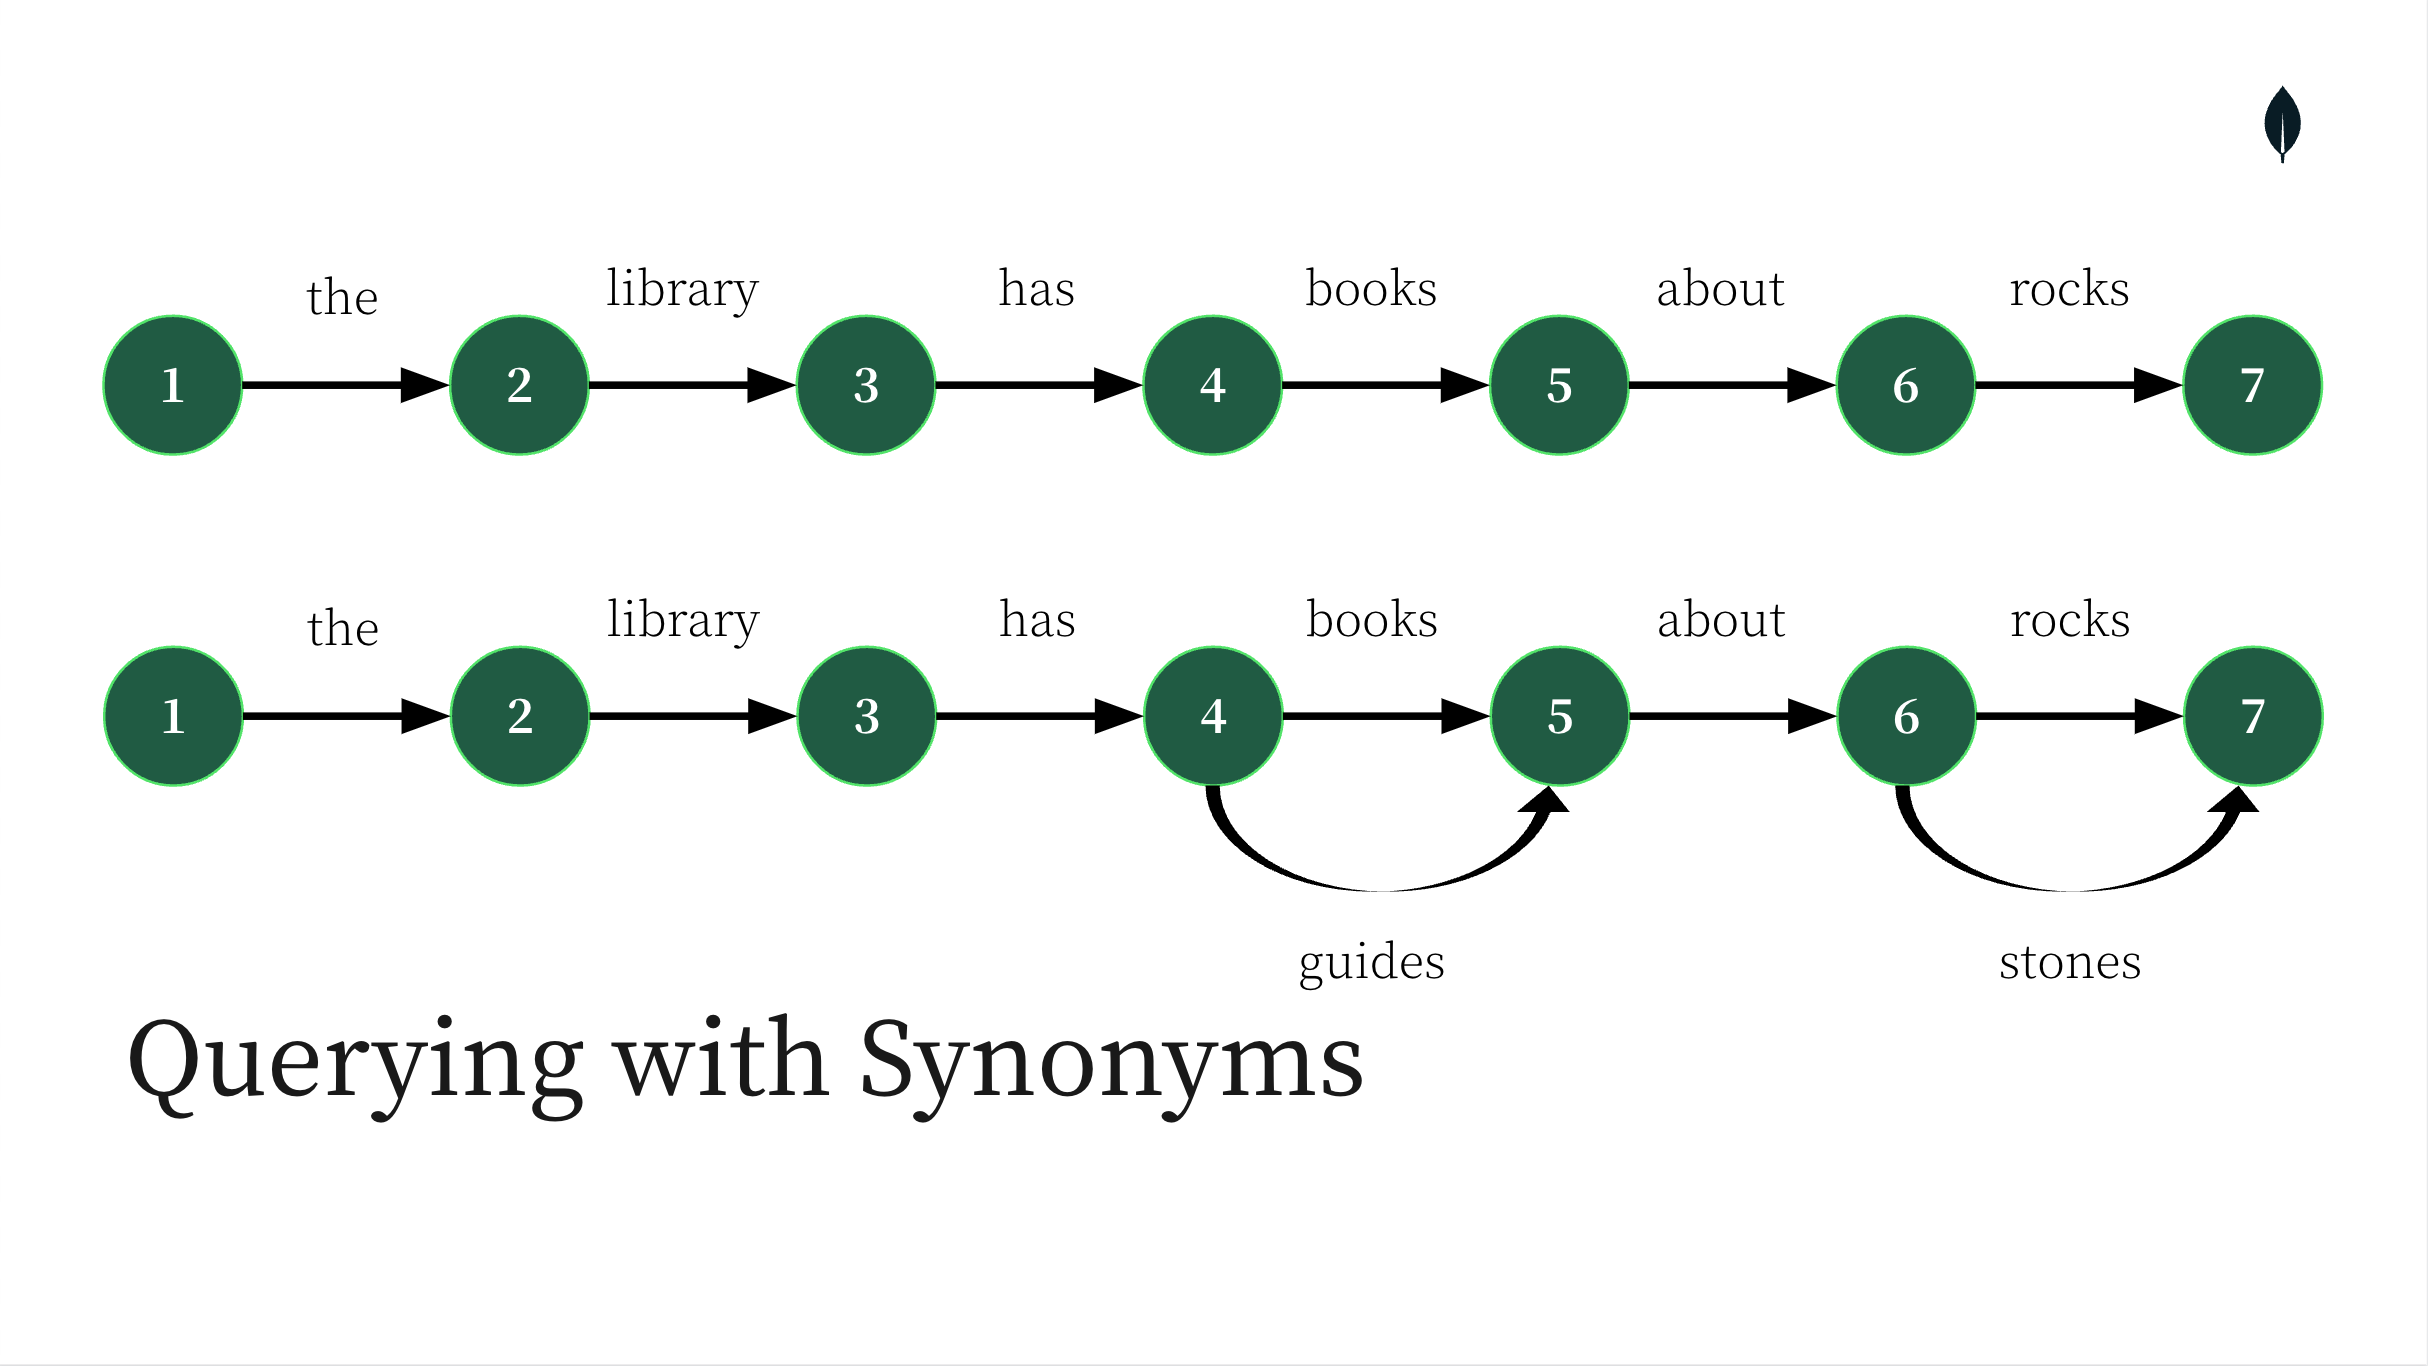 the library has books about rocks
1 2 3 4 5 6 7
the library has books about rocks
1 2 3 4 5 6 7
guides stones
Querying with Synonyms